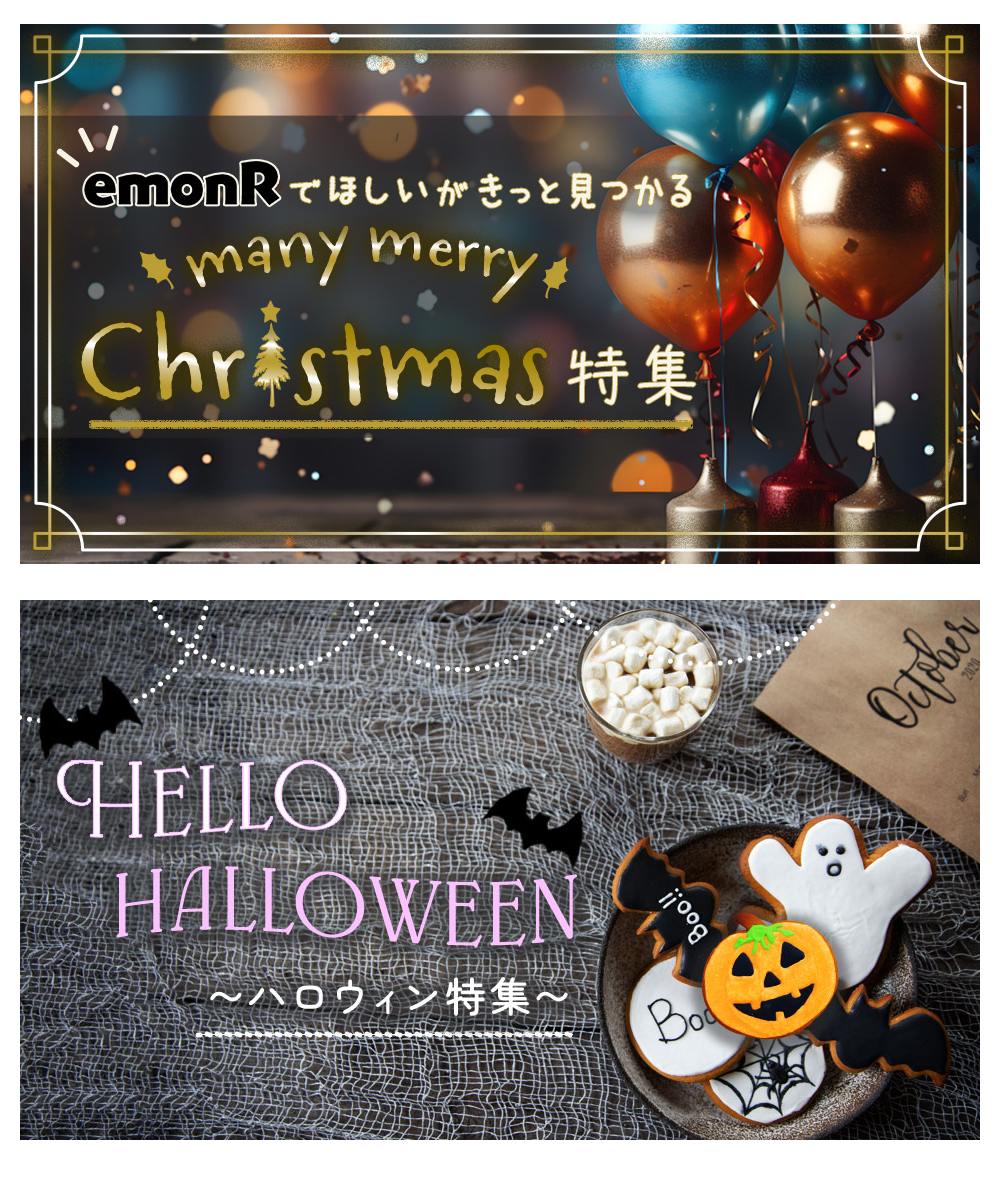 emonRでほしいがきっと見つかる
many merry
Christmas特集
October
2020
HELLO
HALLOWEEN
Boo!!
Boo
～ハロウィン特集～